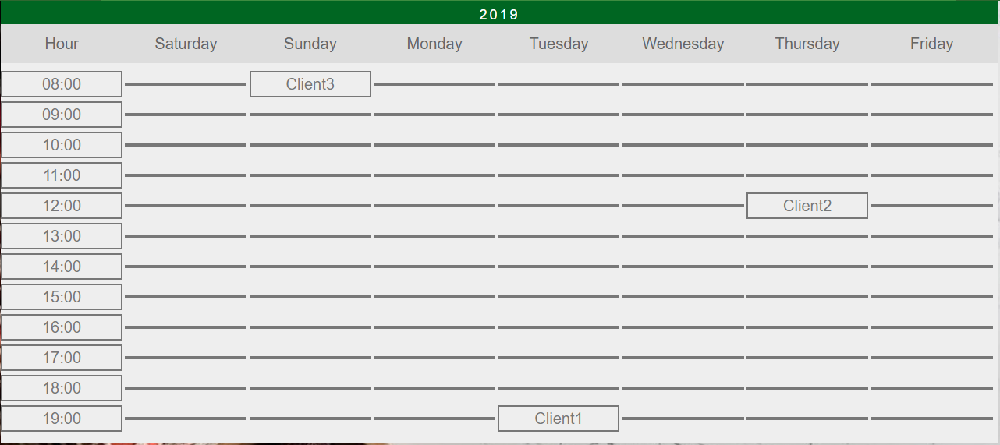 2019
Hour Saturday Sunday Monday Tuesday Wednesday Thursday Friday
08:00 Client3
09:00
10:00
11:00
12:00 Client2
13:00
14:00
15:00
16:00
17:00
18:00
19:00 Client1